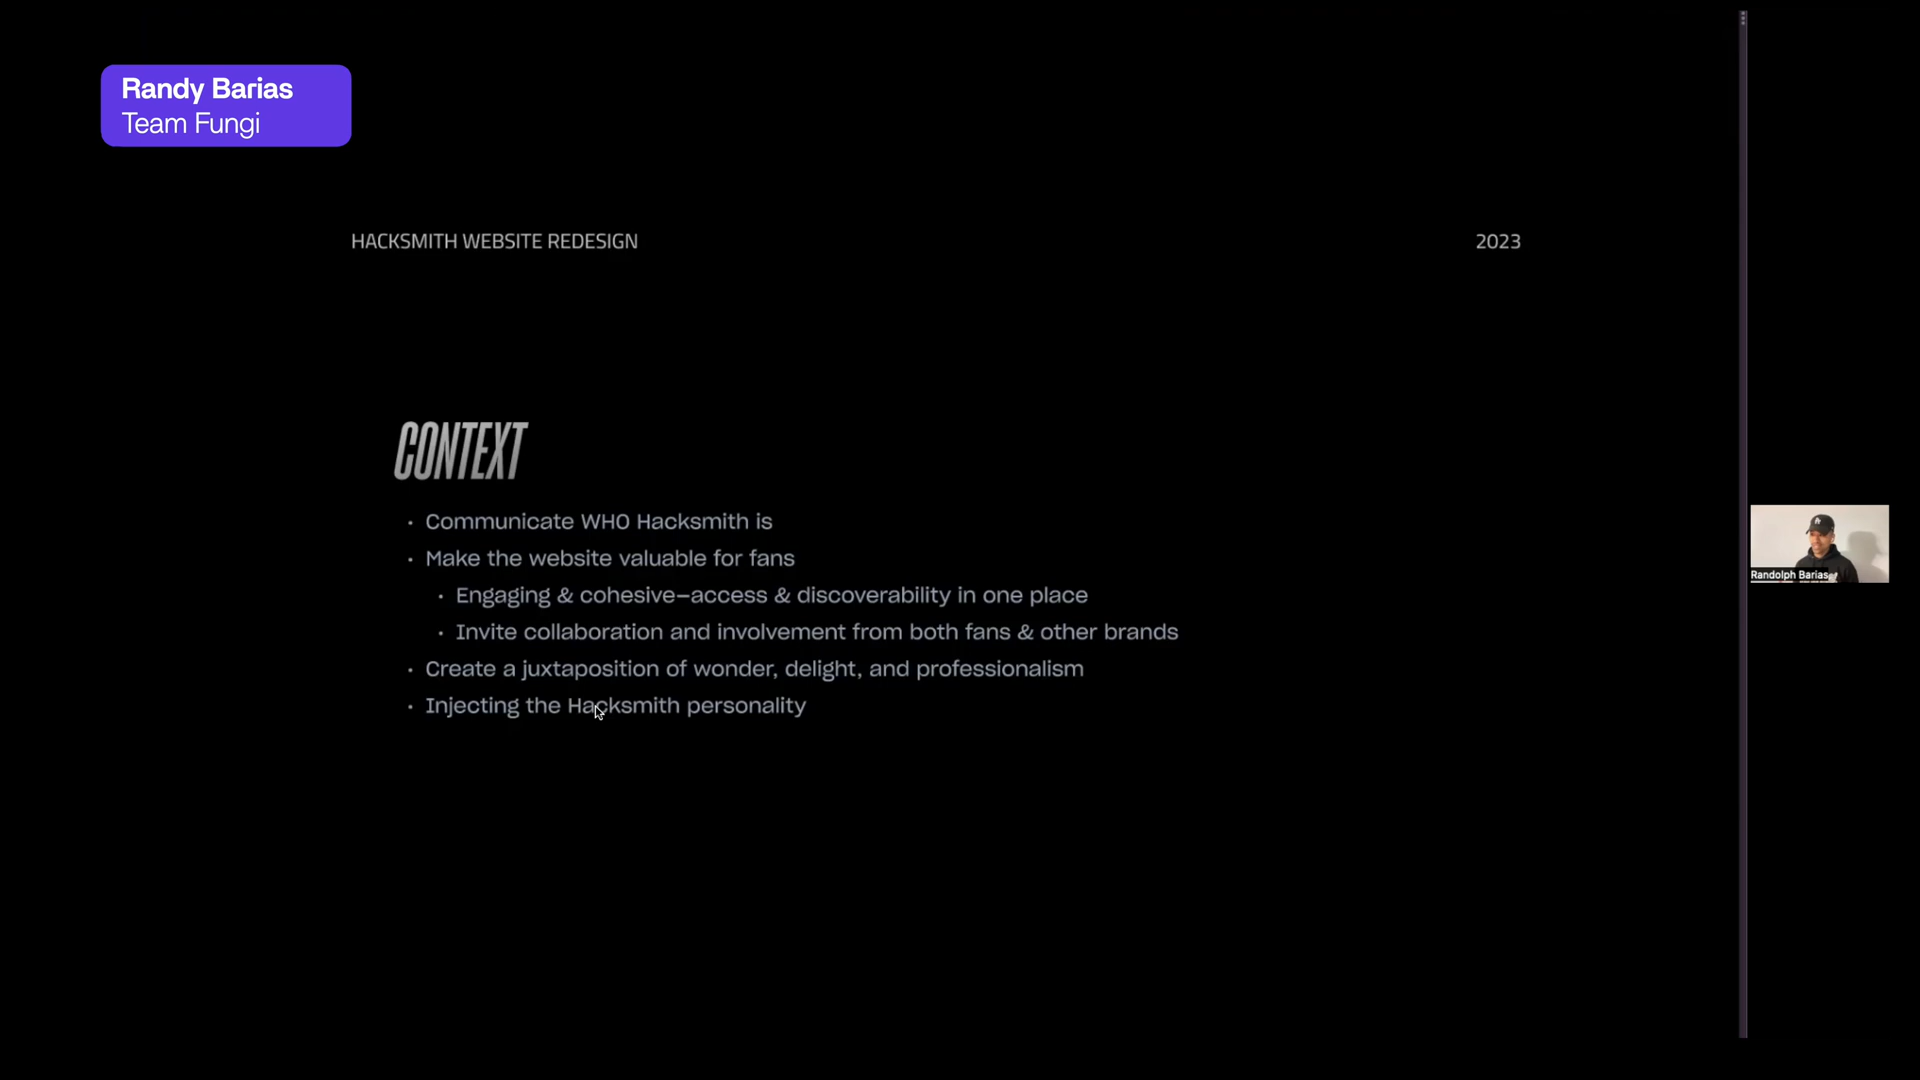 Randy Barias
Team Fungi
HACKSMITH WEBSITE REDESIGN
2023
CONTEXT
• Communicate WHO Hacksmith is
• Make the website valuable for fans
• Engaging & cohesive—access & discoverability in one place
• Invite collaboration and involvement from both fans & other brands
• Create a juxtaposition of wonder, delight, and professionalism
• Injecting the Hacksmith personality
Randolph Barias